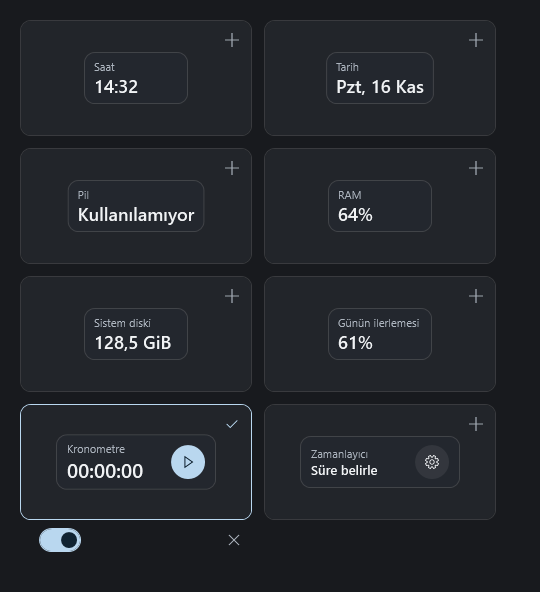 Saat
14:32
Tarih
Pzt, 16 Kas
Pil
Kullanılamıyor
RAM
64%
Sistem diski
128,5 GiB
Günün ilerlemesi
61%
Kronometre
00:00:00
Zamanlayıcı
Süre belirle